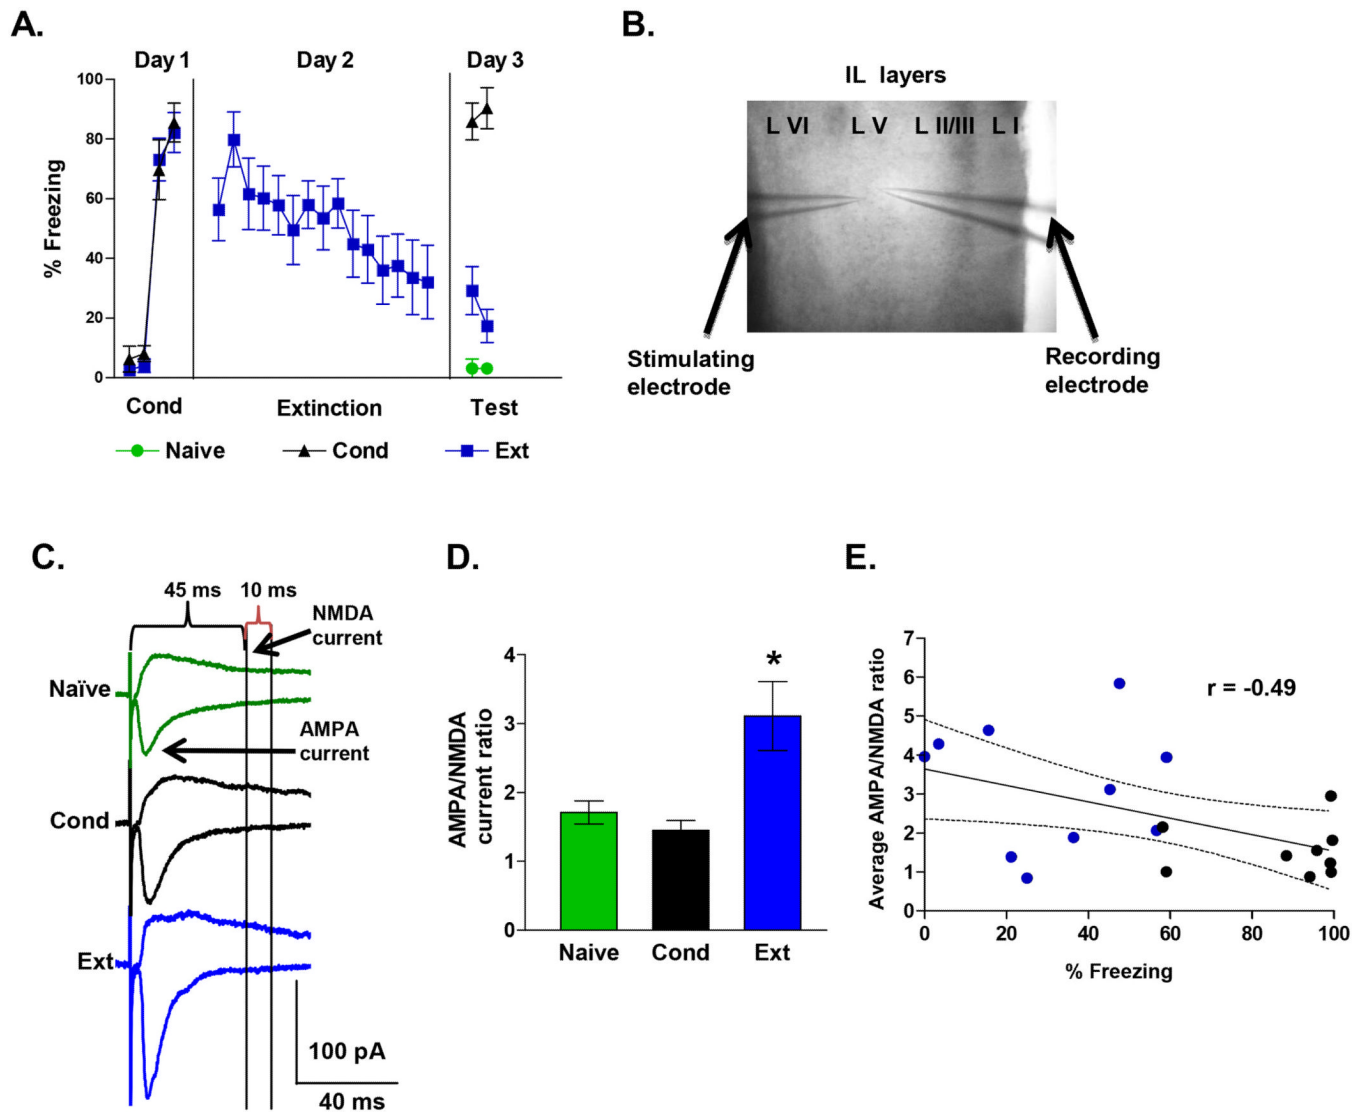 A.
Day 1 Day 2 Day 3
% Freezing
100
80
60
40
20
0
Cond Extinction Test
Naive Cond Ext
B.
IL layers
L VI L V L II/III L I
Stimulating
electrode
Recording
electrode
C.
45 ms 10 ms
NMDA
current
Naïve
AMPA
current
Cond
Ext
100 pA
40 ms
D.
AMPA/NMDA
current ratio
4
3
2
1
0
*
Naive Cond Ext
E.
Average AMPA/NMDA ratio
7
6
5
4
3
2
1
0
r = -0.49
0 20 40 60 80 100
% Freezing